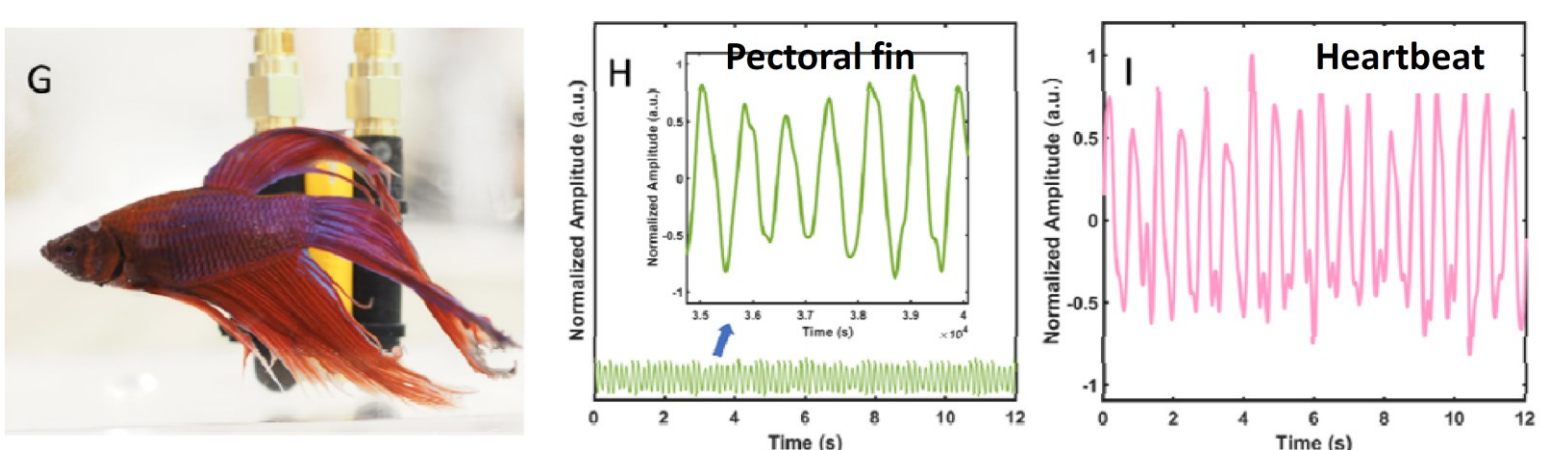 G
H
Pectoral fin
Normalized Amplitude (a.u.)
Normalized Amplitude (a.u.)
1
0.5
0
-0.5
-1
3.5 3.6 3.7 3.8 3.9 4
Time (s)
×10⁴
0 2 4 6 8 10 12
Time (s)
I
Heartbeat
Normalized Amplitude (a.u.)
1
0.5
0
-0.5
-1
0 2 4 6 8 10 12
Time (s)